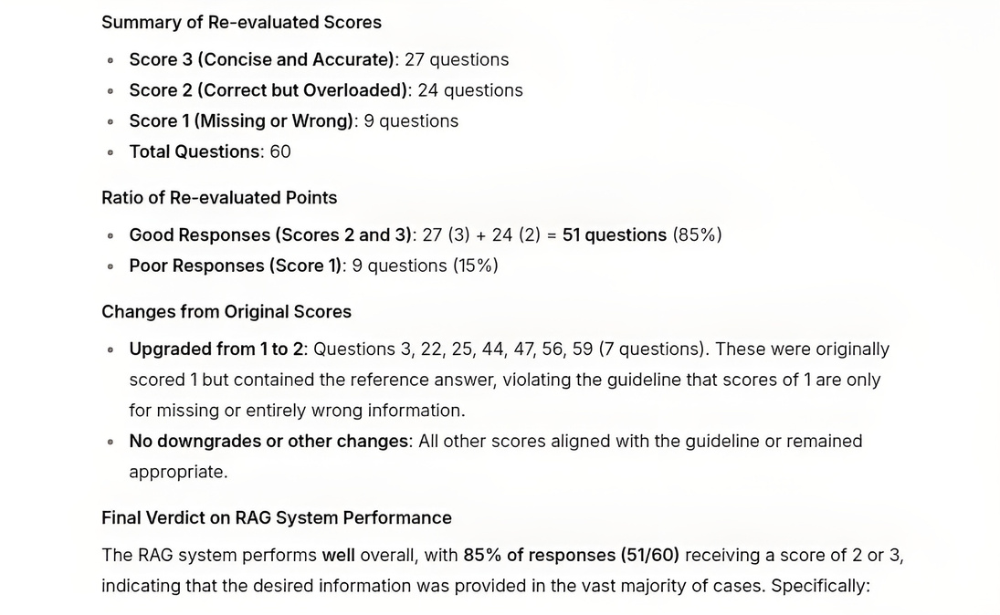 Summary of Re-evaluated Scores
• Score 3 (Concise and Accurate): 27 questions
• Score 2 (Correct but Overloaded): 24 questions
• Score 1 (Missing or Wrong): 9 questions
• Total Questions: 60
Ratio of Re-evaluated Points
• Good Responses (Scores 2 and 3): 27 (3) + 24 (2) = 51 questions (85%)
• Poor Responses (Score 1): 9 questions (15%)
Changes from Original Scores
• Upgraded from 1 to 2: Questions 3, 22, 25, 44, 47, 56, 59 (7 questions). These were originally
scored 1 but contained the reference answer, violating the guideline that scores of 1 are only
for missing or entirely wrong information.
• No downgrades or other changes: All other scores aligned with the guideline or remained
appropriate.
Final Verdict on RAG System Performance
The RAG system performs well overall, with 85% of responses (51/60) receiving a score of 2 or 3,
indicating that the desired information was provided in the vast majority of cases. Specifically: